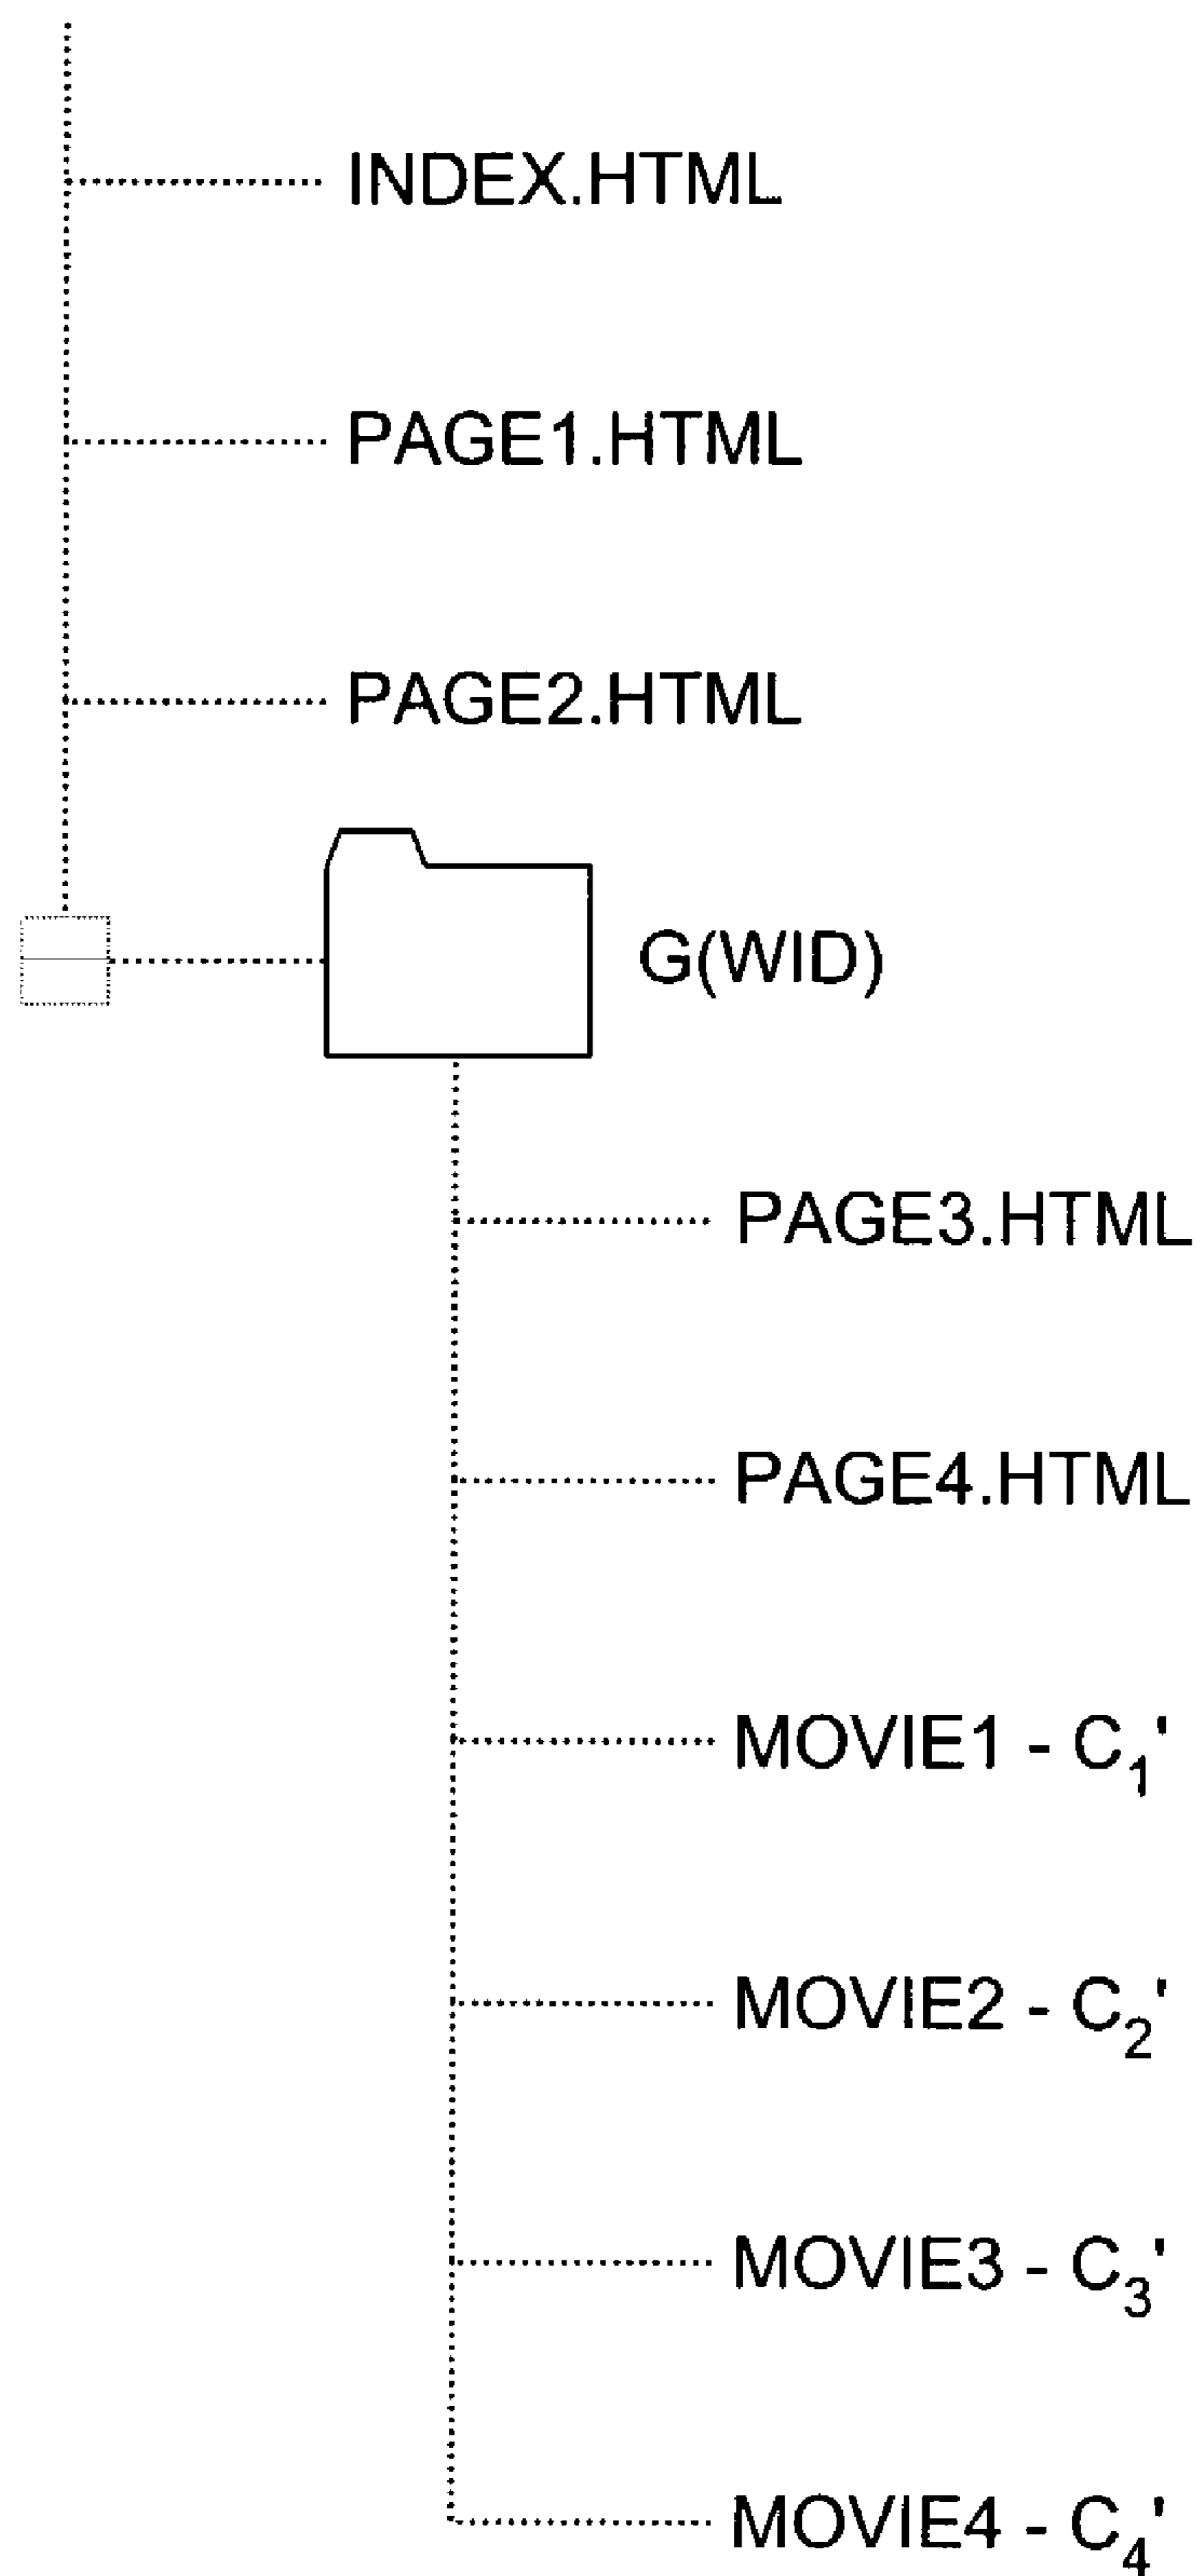 INDEX.HTML
PAGE1.HTML
PAGE2.HTML
G(WID)
PAGE3.HTML
PAGE4.HTML
MOVIE1 - C₁'
MOVIE2 - C₂'
MOVIE3 - C₃'
MOVIE4 - C₄'